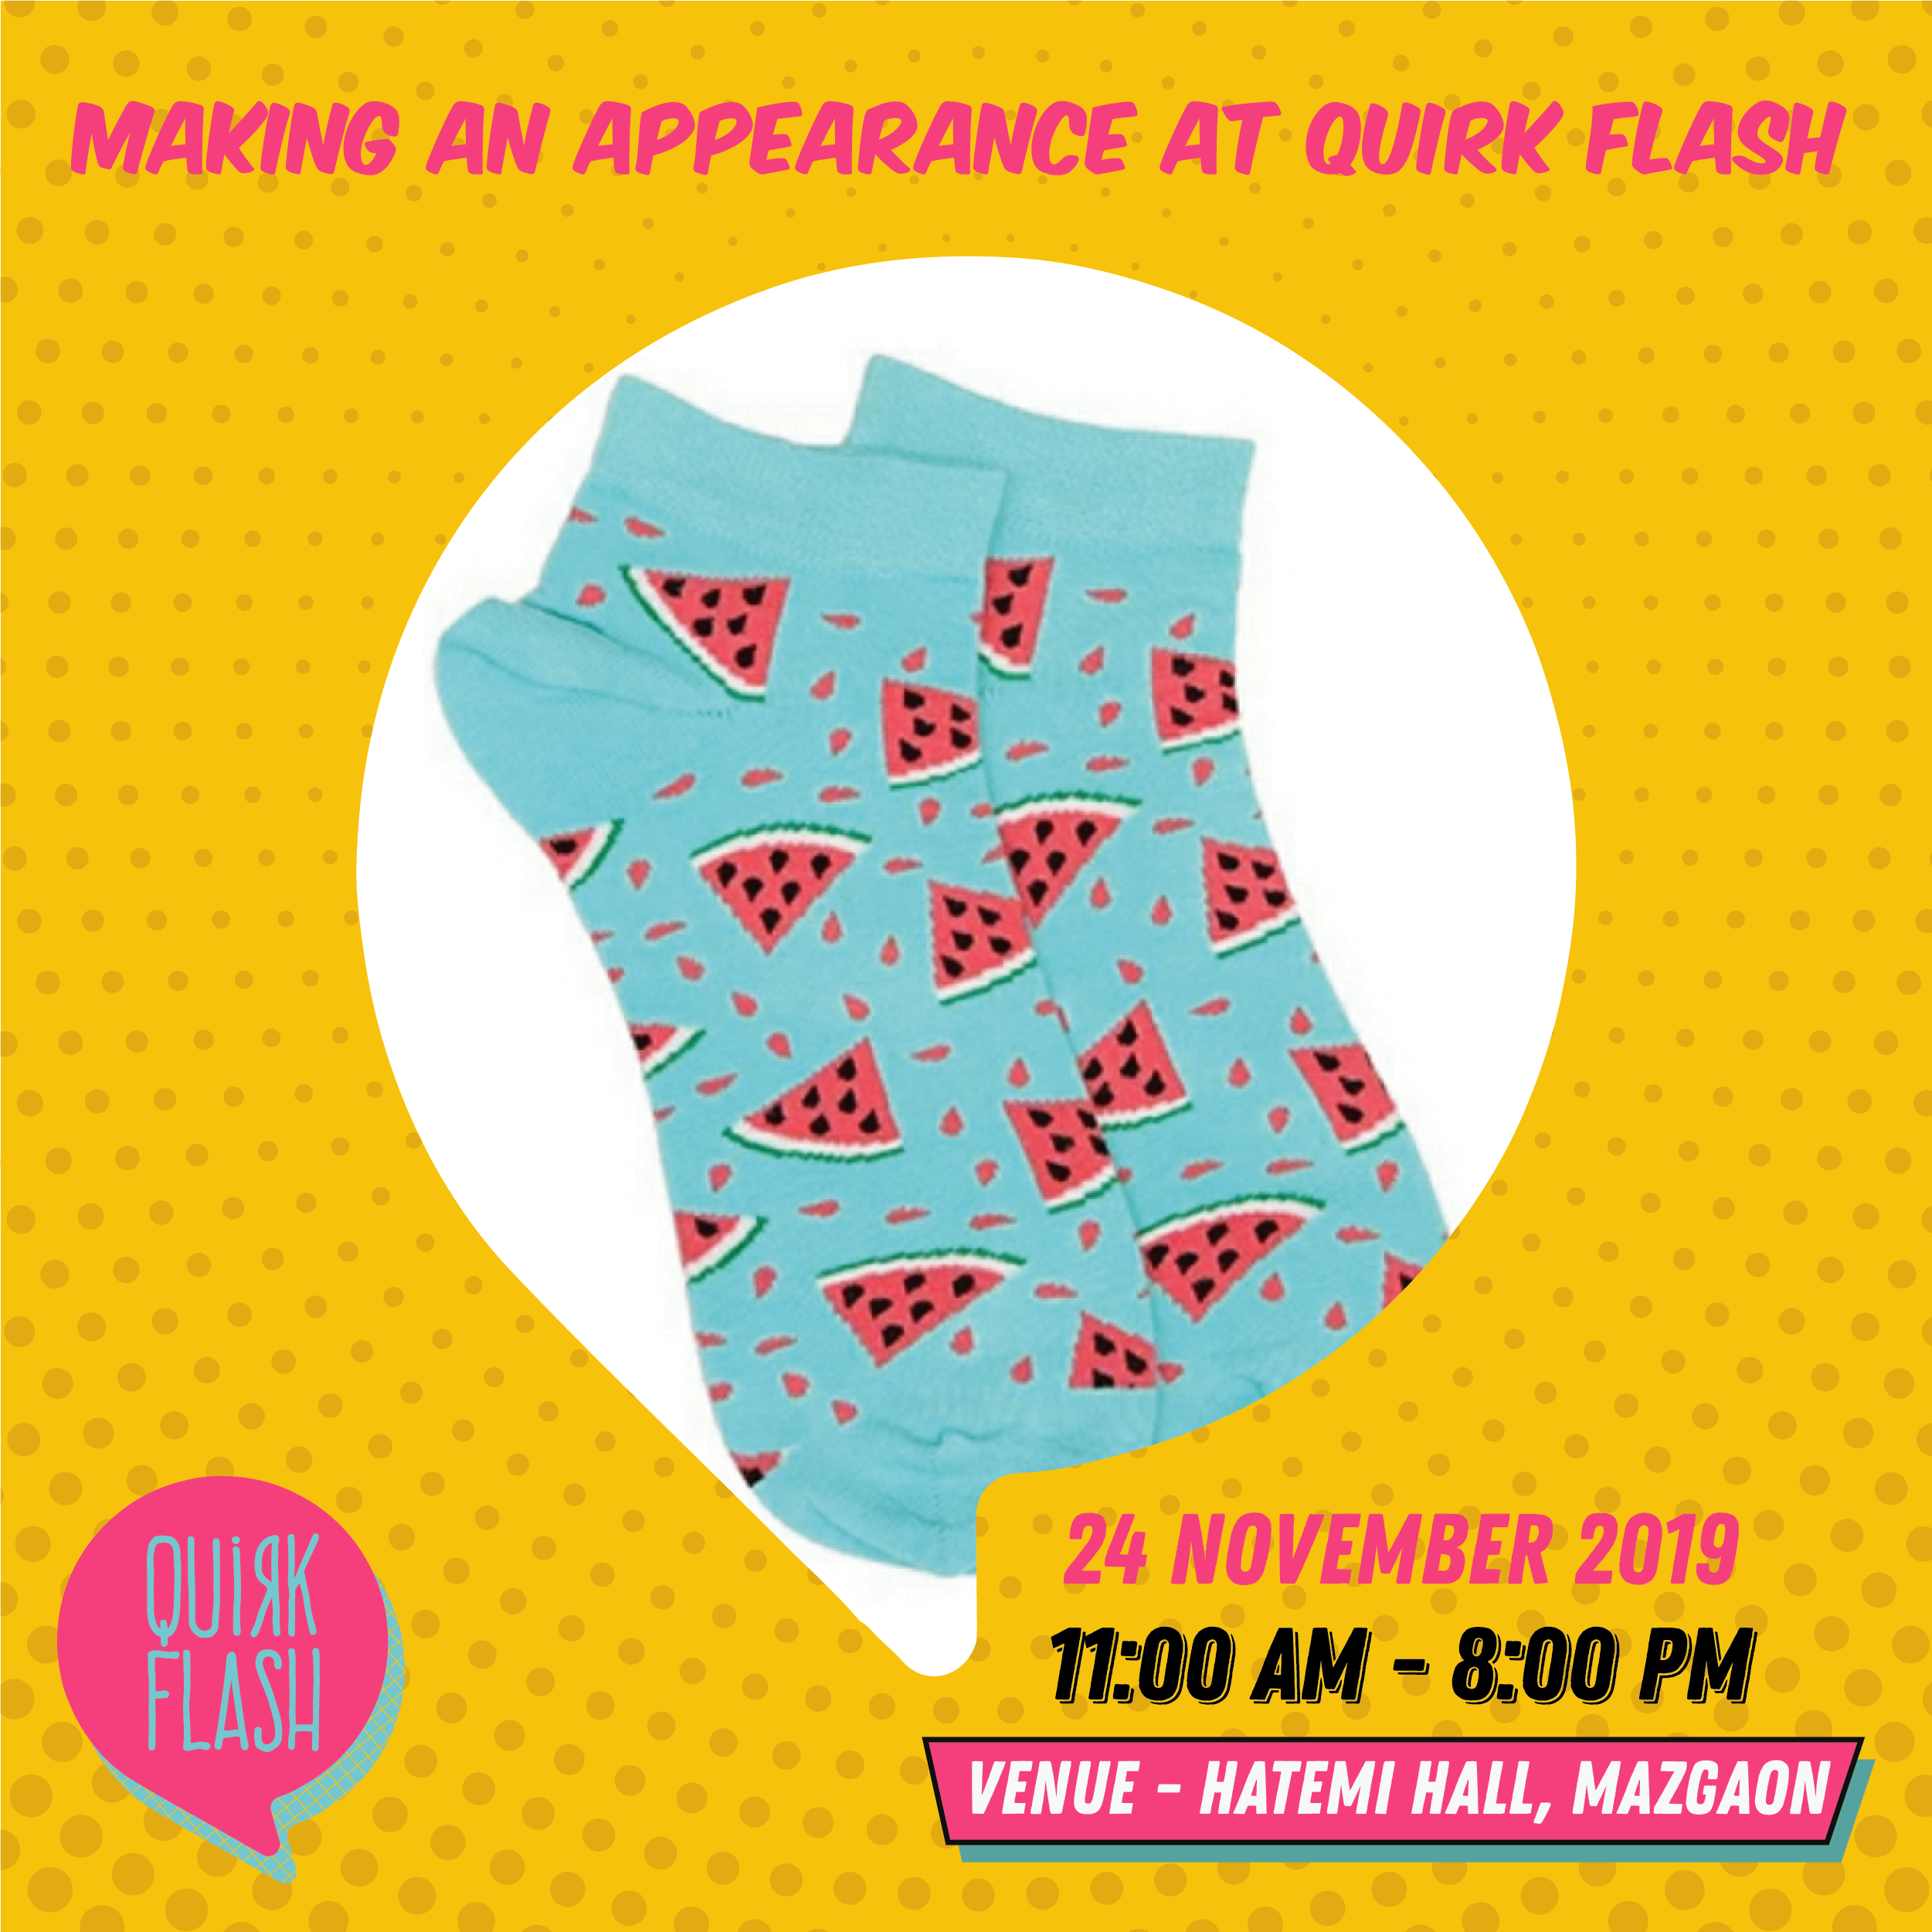 MAKING AN APPEARANCE AT QUIRK FLASH
24 NOVEMBER 2019
11:00 AM - 8:00 PM
VENUE - HATEMI HALL, MAZGAON
QUiRK
FLASH